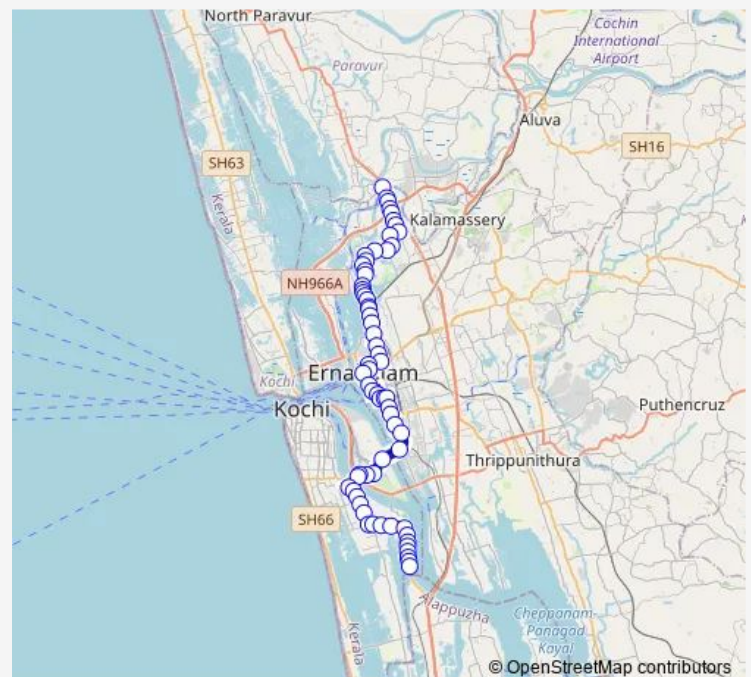 North Paravur
Cochin
International
Airport
Paravur
Aluva
SH63
SH16
Kalamassery
Kerala
NH966A
Kochi
Kochi
Puthencruz
Thrippunithura
SH66
Alappuzha
Cheppanam-
Panagad
Kayal
Kerala
© OpenStreetMap contributors